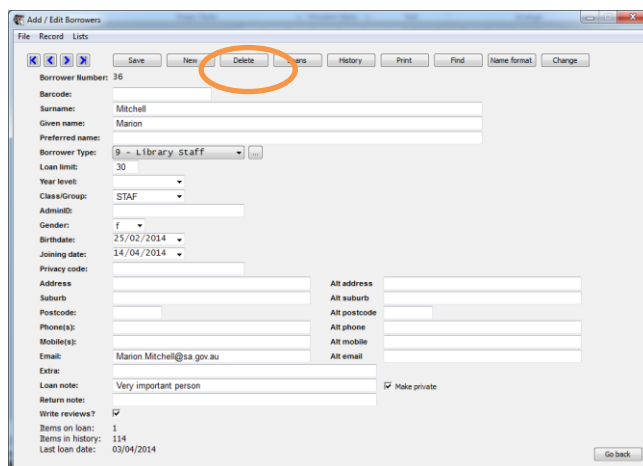 Add / Edit Borrowers
File Record Lists
Save New Delete Loans History Print Find Name format Change
Borrower Number: 36
Barcode:
Surname: Mitchell
Given name: Marion
Preferred name:
Borrower Type: 9 - Library Staff ...
Loan limit: 30
Year level:
Class/Group: STAF
AdminID:
Gender: f
Birthdate: 25/02/2014
Joining date: 14/04/2014
Privacy code:
Address Alt address
Suburb Alt suburb
Postcode: Alt postcode
Phone(s): Alt phone
Mobile(s): Alt mobile
Email: Marion.Mitchell@sa.gov.au Alt email
Extra:
Loan note: Very important person Make private
Return note:
Write reviews?
Items on loan: 1
Items in history: 114
Last loan date: 03/04/2014
Go back